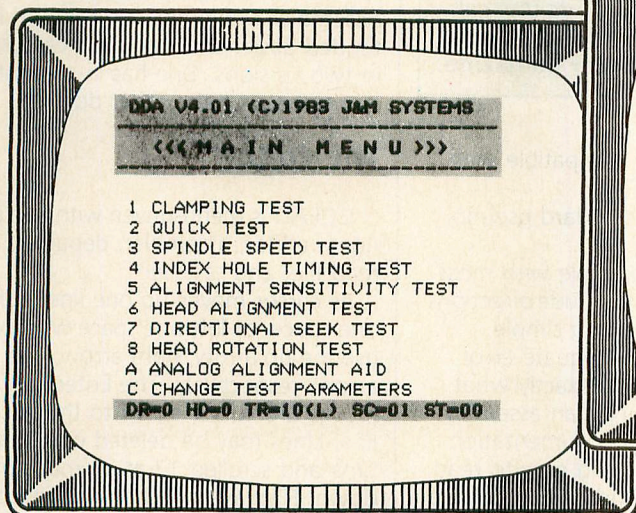 DDA V4.01 (C)1983 J&M SYSTEMS
<<< M A I N  M E N U >>>
1 CLAMPING TEST
2 QUICK TEST
3 SPINDLE SPEED TEST
4 INDEX HOLE TIMING TEST
5 ALIGNMENT SENSITIVITY TEST
6 HEAD ALIGNMENT TEST
7 DIRECTIONAL SEEK TEST
8 HEAD ROTATION TEST
A ANALOG ALIGNMENT AID
C CHANGE TEST PARAMETERS
DR=0 HD=0 TR=10(L) SC=01 ST=00